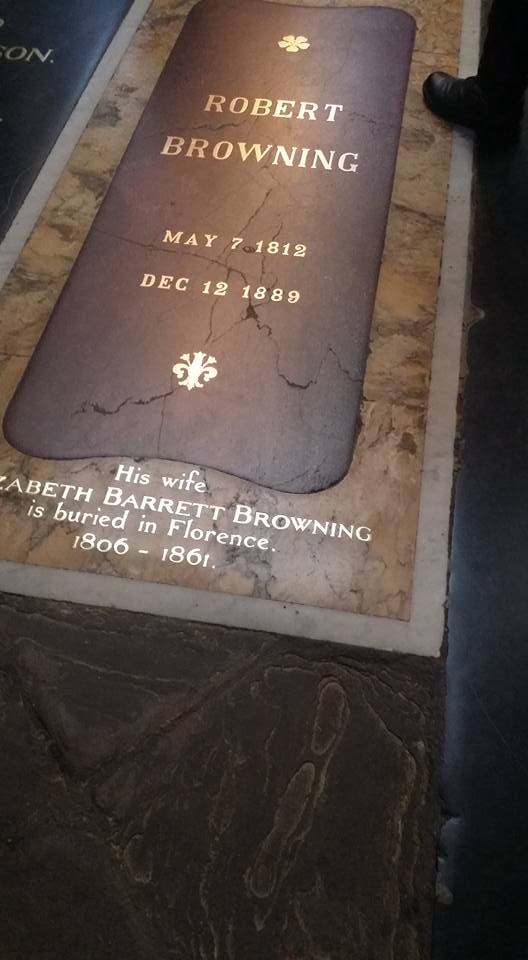 SON.
ROBERT
BROWNING
MAY 7 1812
DEC 12 1889
His wife
ZABETH BARRETT BROWNING
is buried in Florence.
1806 - 1861.